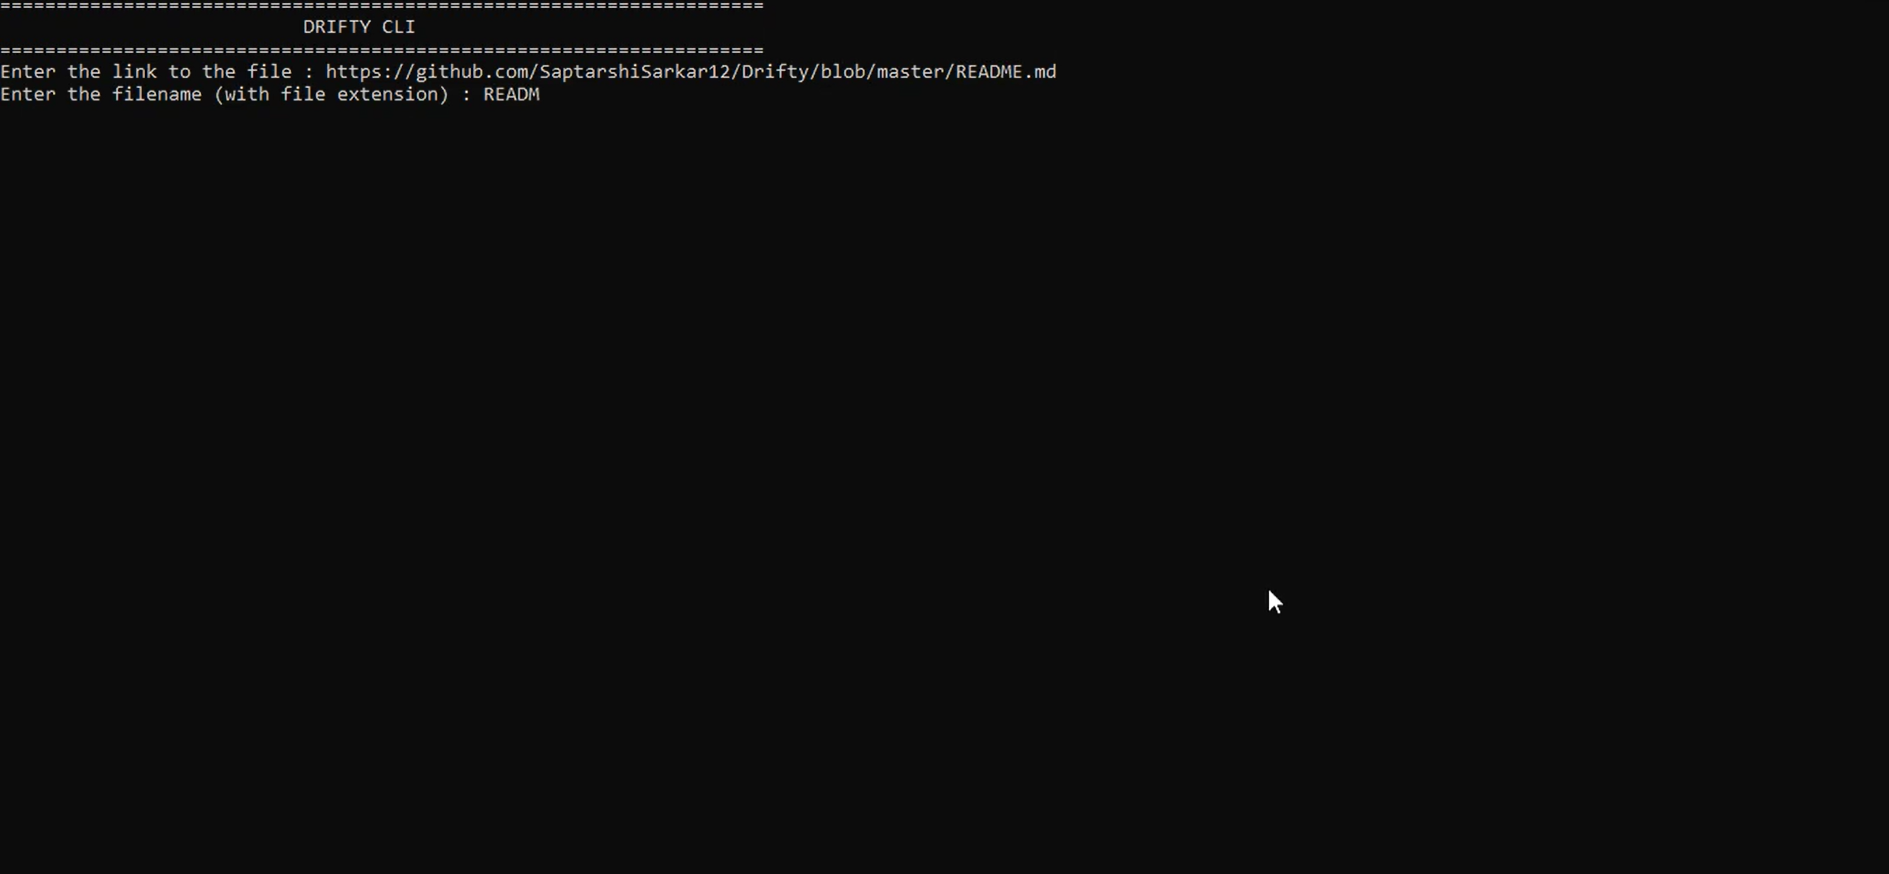 ====================================================================
DRIFTY CLI
====================================================================
Enter the link to the file : https://github.com/SaptarshiSarkar12/Drifty/blob/master/README.md
Enter the filename (with file extension) : READM